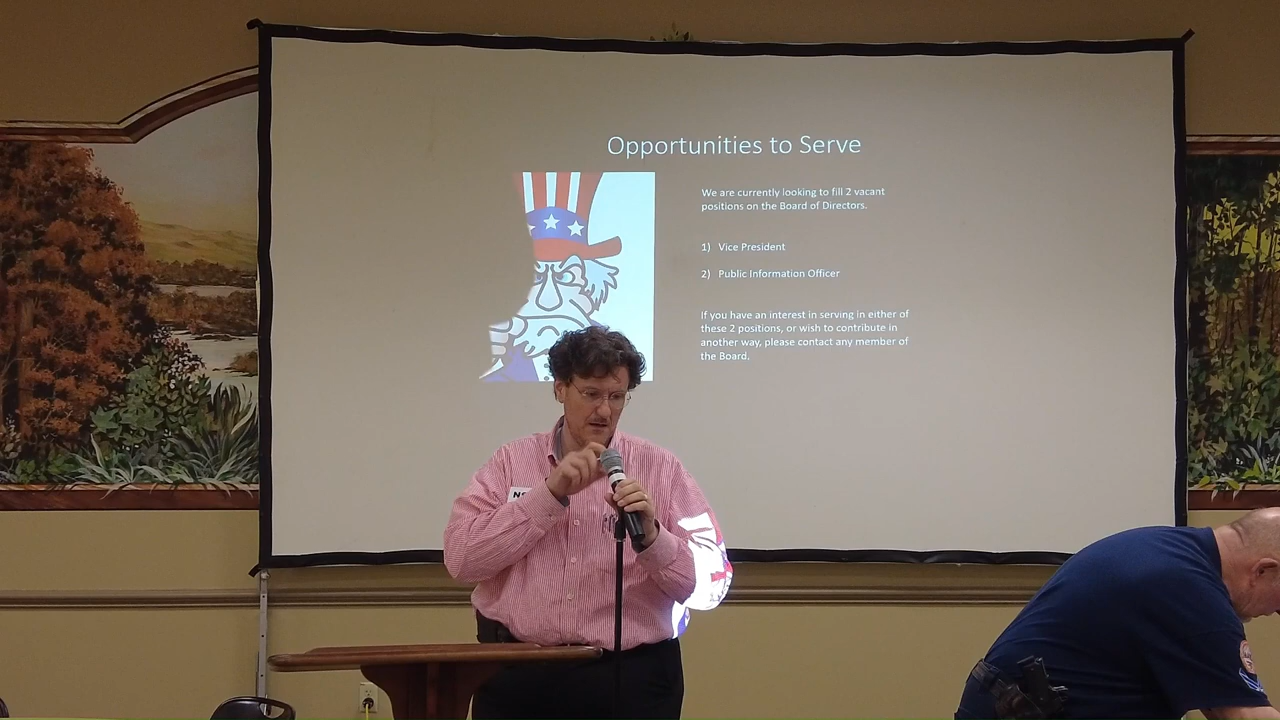 Opportunities to Serve
We are currently looking to fill 2 vacant
positions on the Board of Directors.
1) Vice President
2) Public Information Officer
If you have an interest in serving in either of
these 2 positions, or wish to contribute in
another way, please contact any member of
the Board.